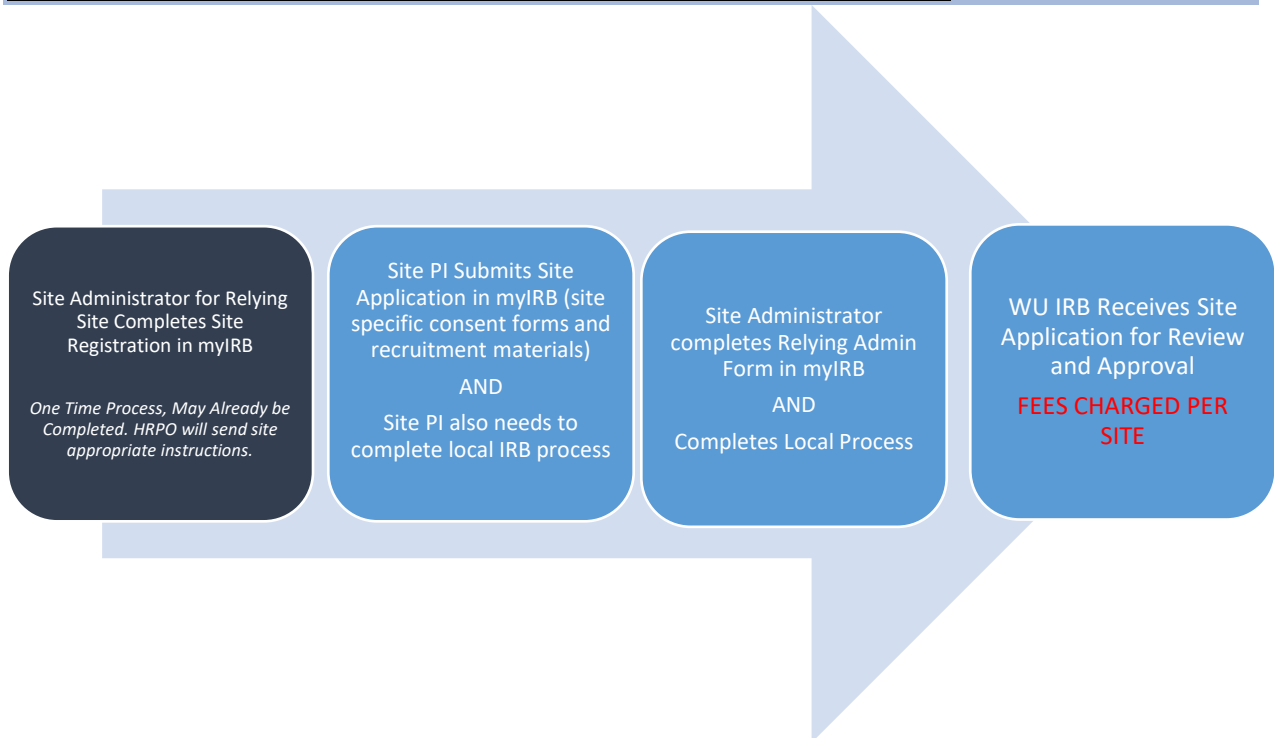 Site Administrator for Relying
Site Completes Site
Registration in myIRB
One Time Process, May Already be
Completed. HRPO will send site
appropriate instructions.
Site PI Submits Site
Application in myIRB (site
specific consent forms and
recruitment materials)
AND
Site PI also needs to
complete local IRB process
Site Administrator
completes Relying Admin
Form in myIRB
AND
Completes Local Process
WU IRB Receives Site
Application for Review
and Approval
FEES CHARGED PER
SITE